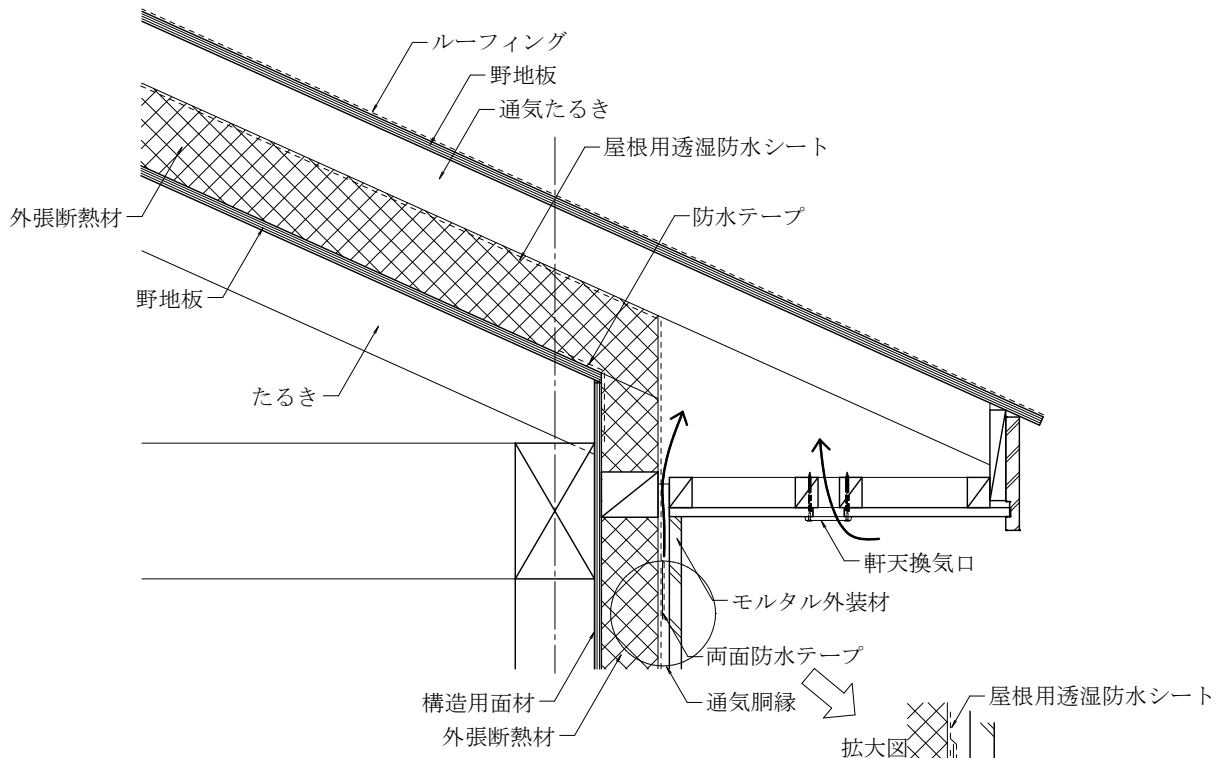 ルーフィング
野地板
通気たるき
屋根用透湿防水シート
外張断熱材
防水テープ
野地板
たるき
軒天換気口
モルタル外装材
両面防水テープ
構造用面材
通気胴縁
屋根用透湿防水シート
外張断熱材
拡大図